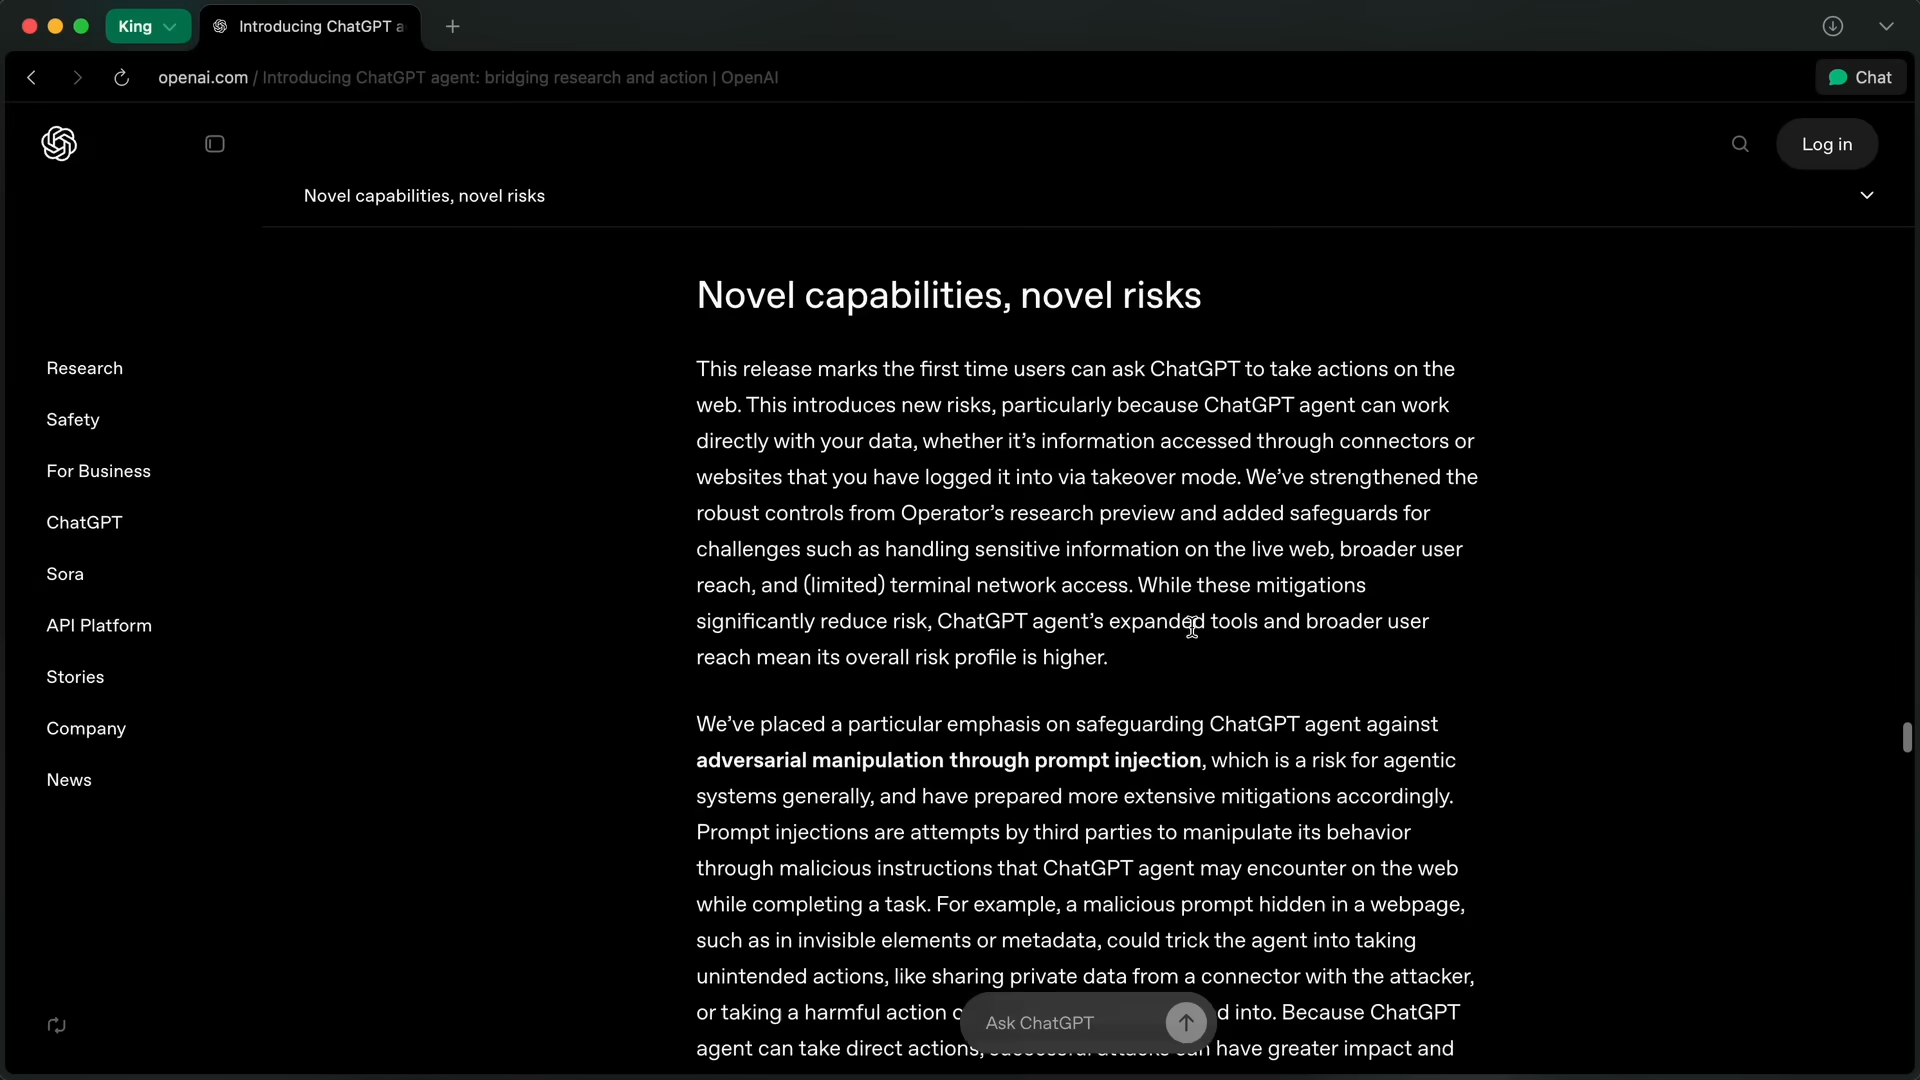 King
Introducing ChatGPT a
openai.com / Introducing ChatGPT agent: bridging research and action | OpenAI
Chat
Log in
Novel capabilities, novel risks
Research
Safety
For Business
ChatGPT
Sora
API Platform
Stories
Company
News
Novel capabilities, novel risks
This release marks the first time users can ask ChatGPT to take actions on the
web. This introduces new risks, particularly because ChatGPT agent can work
directly with your data, whether it’s information accessed through connectors or
websites that you have logged it into via takeover mode. We’ve strengthened the
robust controls from Operator’s research preview and added safeguards for
challenges such as handling sensitive information on the live web, broader user
reach, and (limited) terminal network access. While these mitigations
significantly reduce risk, ChatGPT agent’s expanded tools and broader user
reach mean its overall risk profile is higher.
We’ve placed a particular emphasis on safeguarding ChatGPT agent against
adversarial manipulation through prompt injection, which is a risk for agentic
systems generally, and have prepared more extensive mitigations accordingly.
Prompt injections are attempts by third parties to manipulate its behavior
through malicious instructions that ChatGPT agent may encounter on the web
while completing a task. For example, a malicious prompt hidden in a webpage,
such as in invisible elements or metadata, could trick the agent into taking
unintended actions, like sharing private data from a connector with the attacker,
or taking a harmful action d into. Because ChatGPT
agent can take direct actions, successful attacks can have greater impact and
Ask ChatGPT